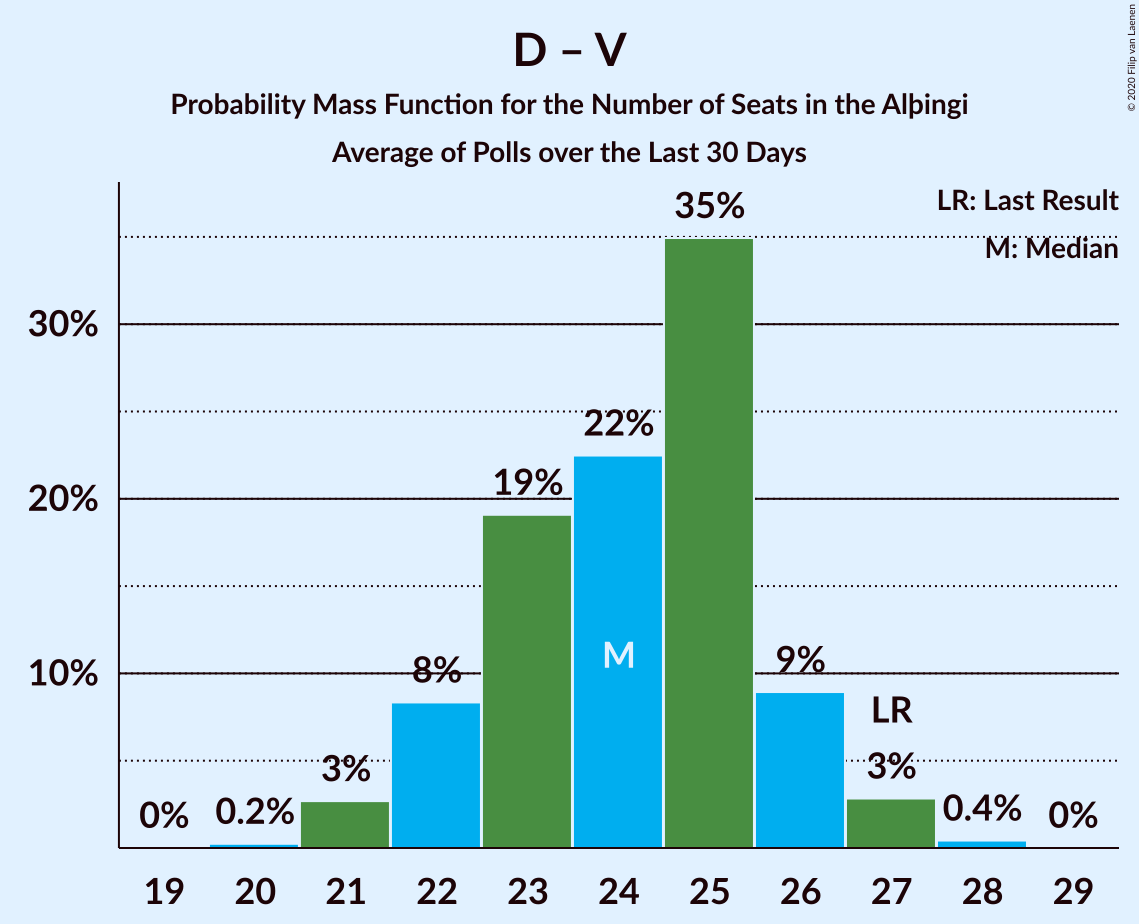 D – V
Probability Mass Function for the Number of Seats in the Alþingi
Average of Polls over the Last 30 Days
© 2020 Filip van Laenen
LR: Last Result
M: Median
35%
30%
22%
19%
20%
M
10%
8%
9%
LR
3%
3%
0%
0.2%
0.4%
0%
19 20 21 22 23 24 25 26 27 28 29